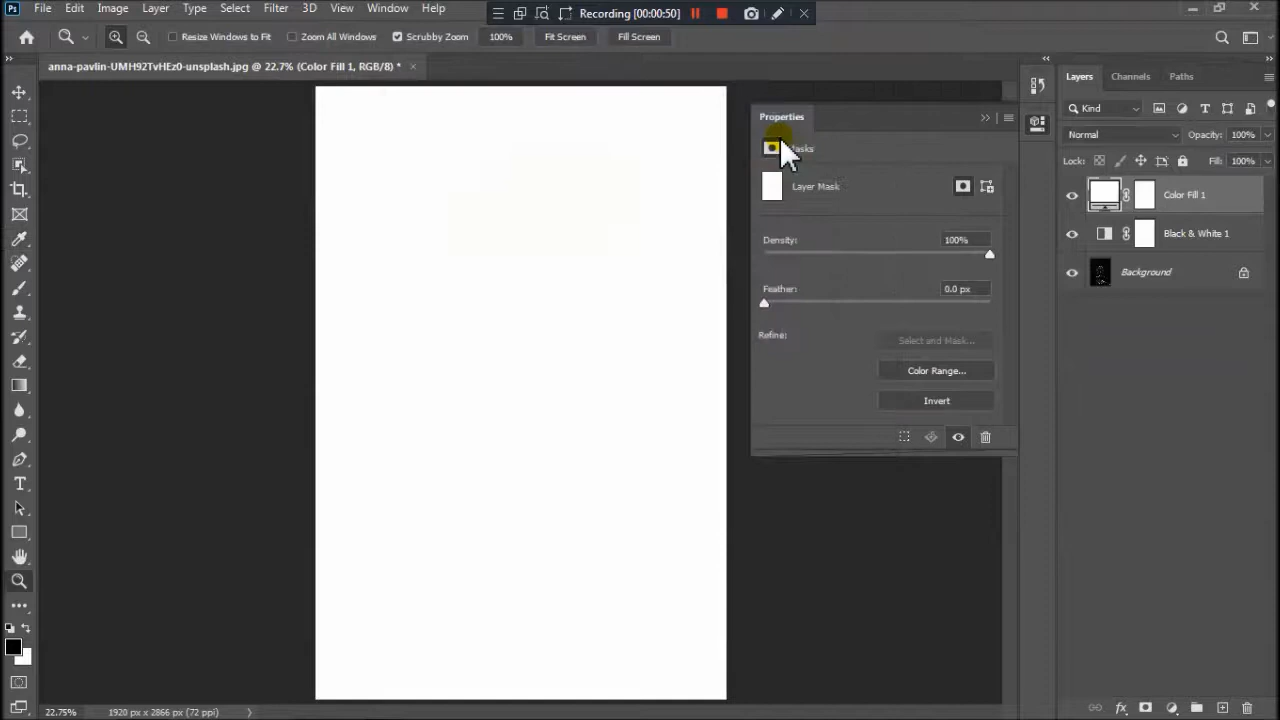 Ps File Edit Image Layer Type Select Filter 3D View Window Help
Recording [00:00:50]
Resize Windows to Fit Zoom All Windows Scrubby Zoom 100% Fit Screen Fill Screen
anna-pavlin-UMH92TvHEz0-unsplash.jpg @ 22.7% (Color Fill 1, RGB/8) *
Properties
Layer Mask
Density: 100%
Feather: 0.0 px
Refine:
Select and Mask...
Color Range...
Invert
Layers Channels Paths
Kind
Normal Opacity: 100%
Lock: Fill: 100%
Color Fill 1
Black & White 1
Background
22.75% 1920 px x 2866 px (72 ppi)